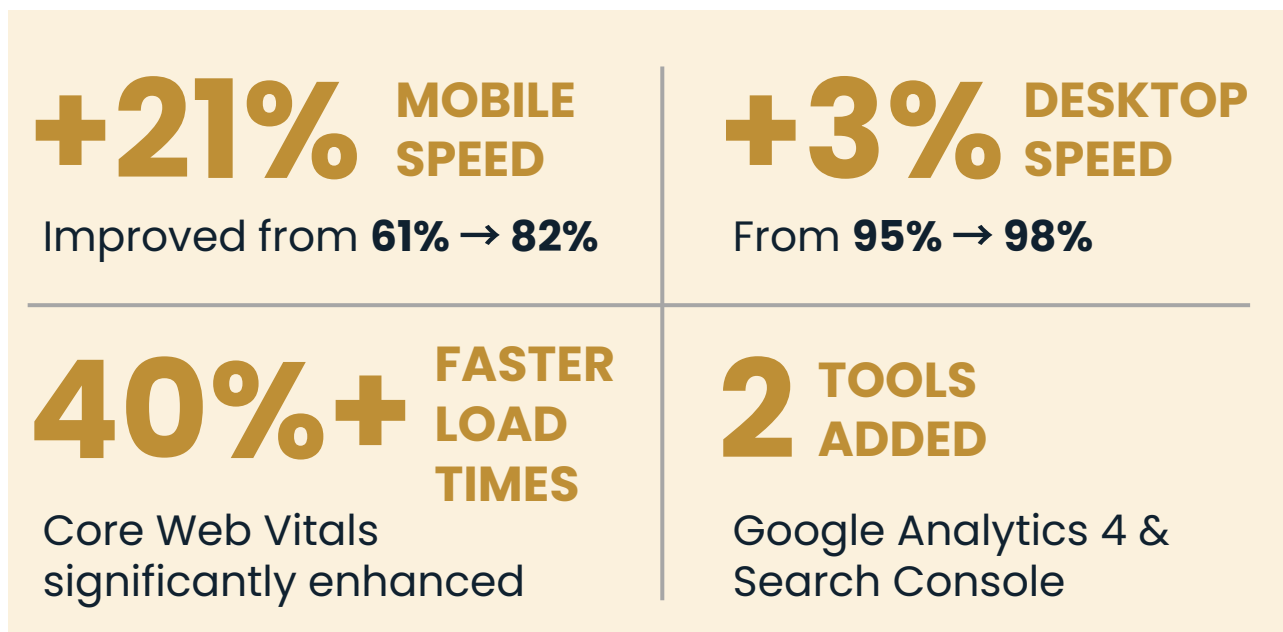 +21% MOBILE
SPEED
Improved from 61% → 82%
+3% DESKTOP
SPEED
From 95% → 98%
40%+ FASTER
LOAD
TIMES
Core Web Vitals
significantly enhanced
2 TOOLS
ADDED
Google Analytics 4 &
Search Console